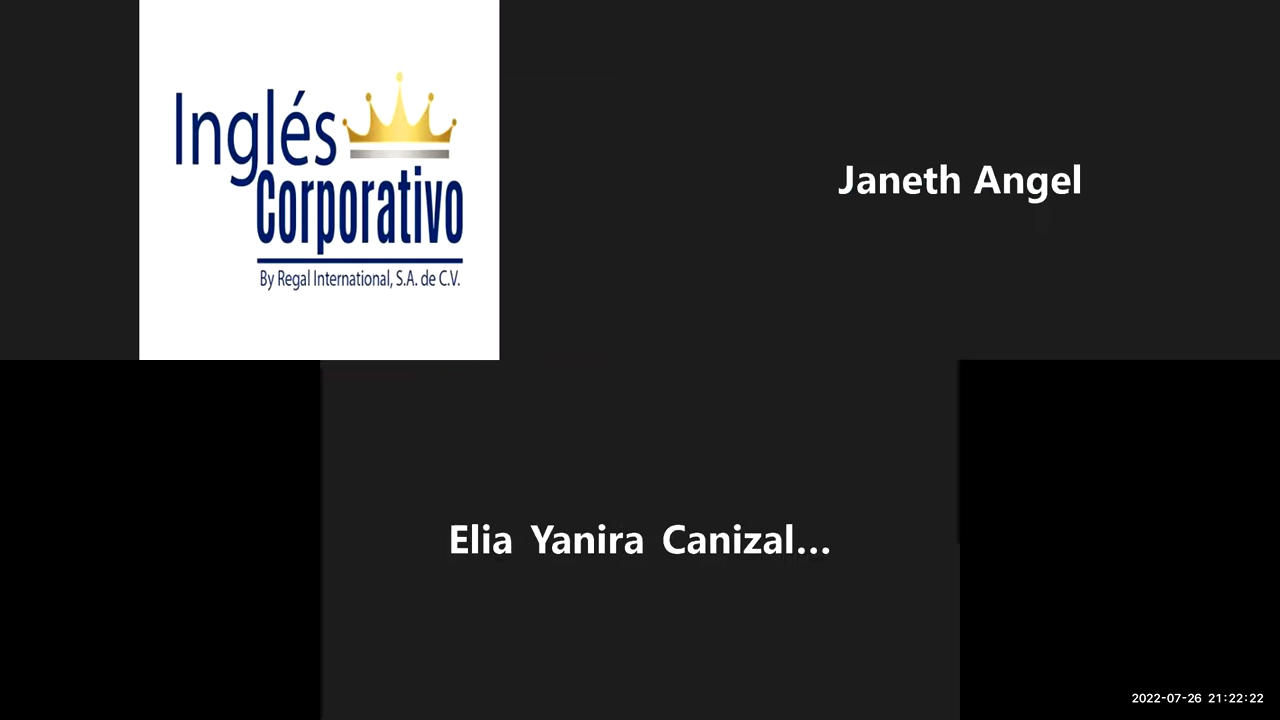 Inglés
Corporativo
By Regal International, S.A. de C.V.
Janeth Angel
Elia Yanira Canizal...
2022-07-26 21:22:22